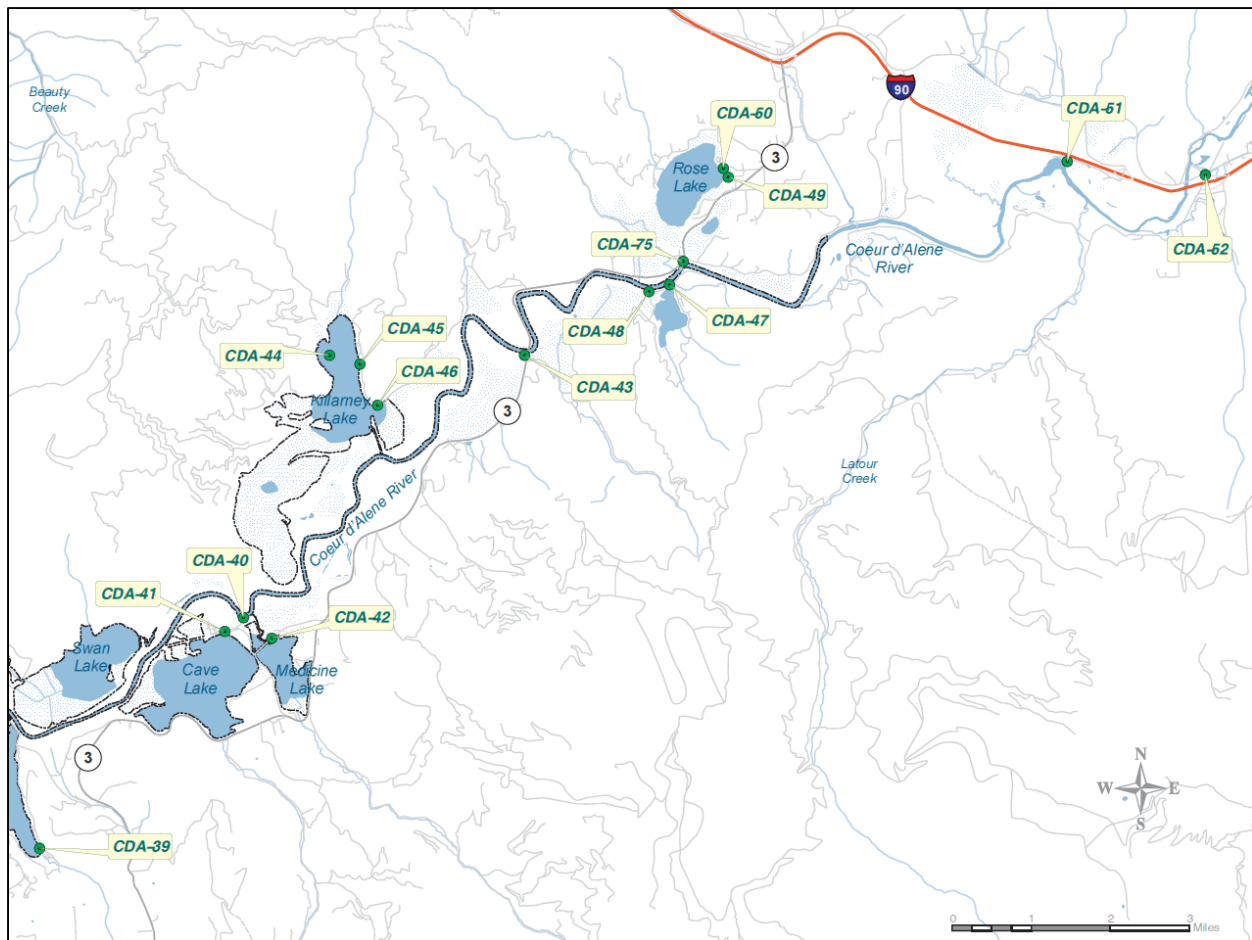 Beauty
Creek
90
CDA-60
CDA-61
3
Rose
Lake
CDA-49
CDA-62
CDA-75
Coeur d'Alene
River
CDA-48
CDA-47
CDA-45
CDA-44
CDA-46
CDA-43
Killarney
Lake
3
Latour
Creek
Coeur d'Alene River
CDA-40
CDA-41
CDA-42
Swan
Lake
Cave
Lake
Medicine
Lake
3
N
W E
S
CDA-39
0 1 2 3
Miles